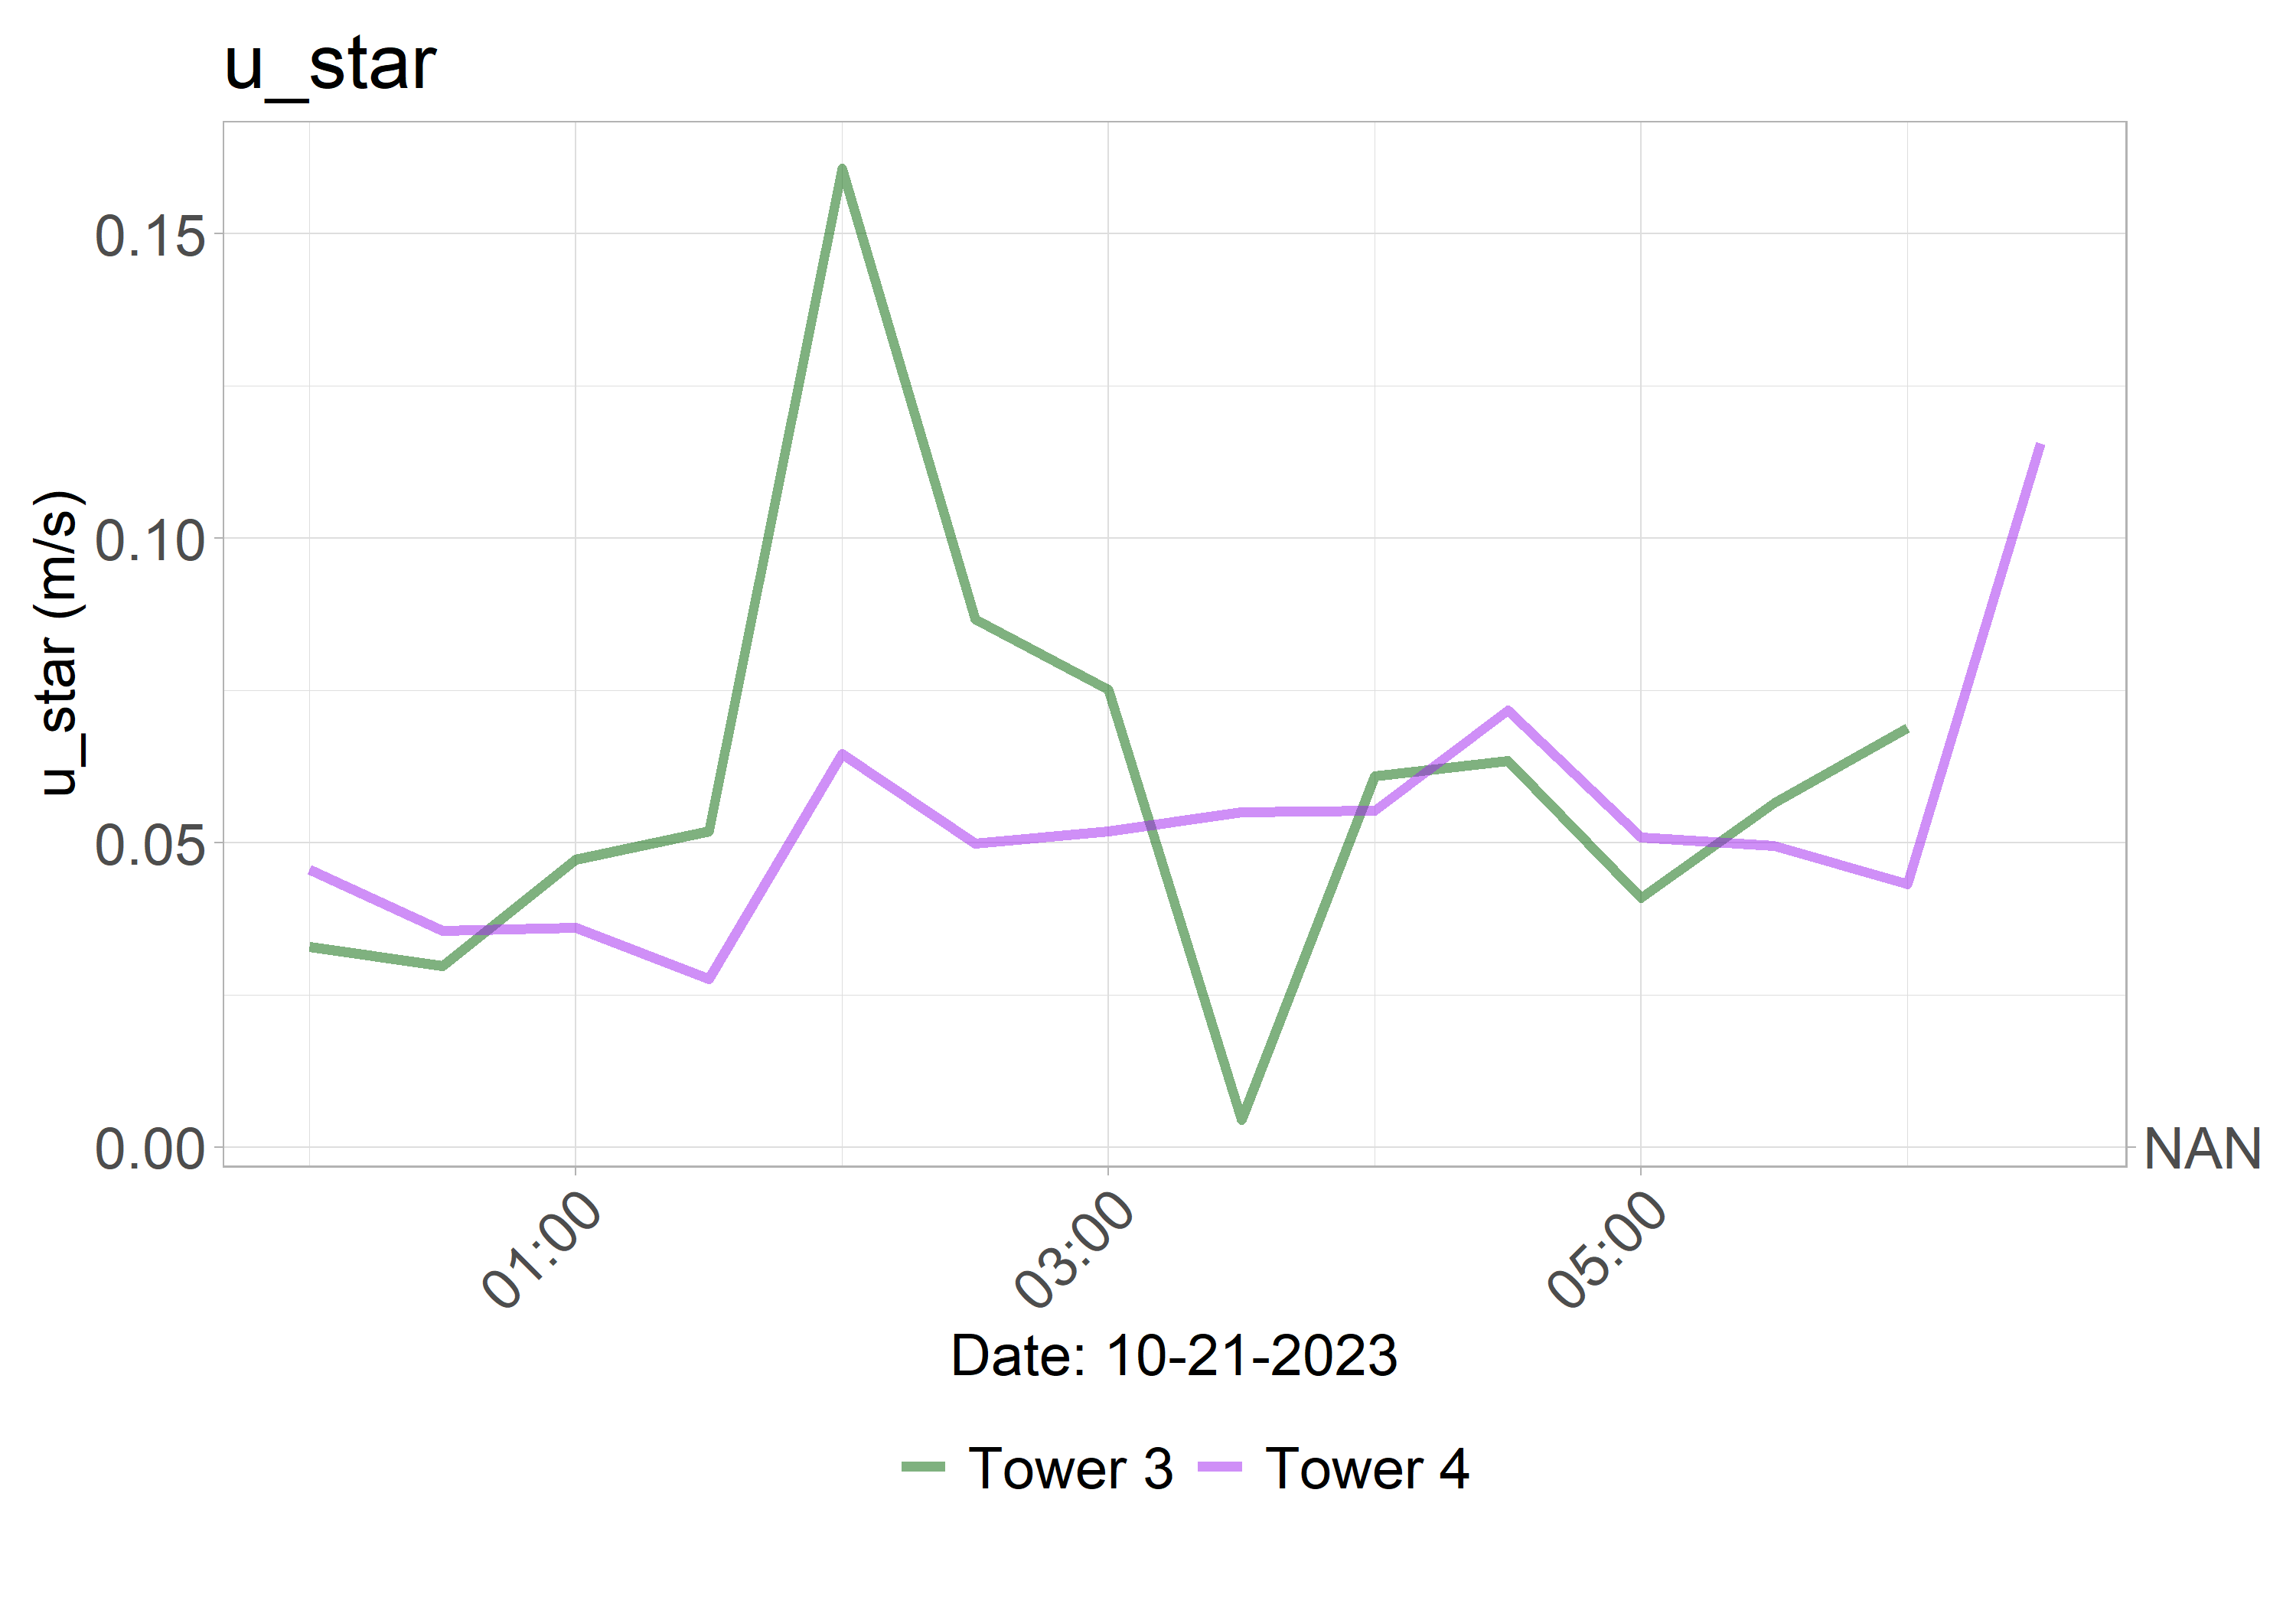 u_star
u_star (m/s)
0.15
0.10
0.05
0.00
NAN
01:00
03:00
05:00
Date: 10-21-2023
Tower 3
Tower 4